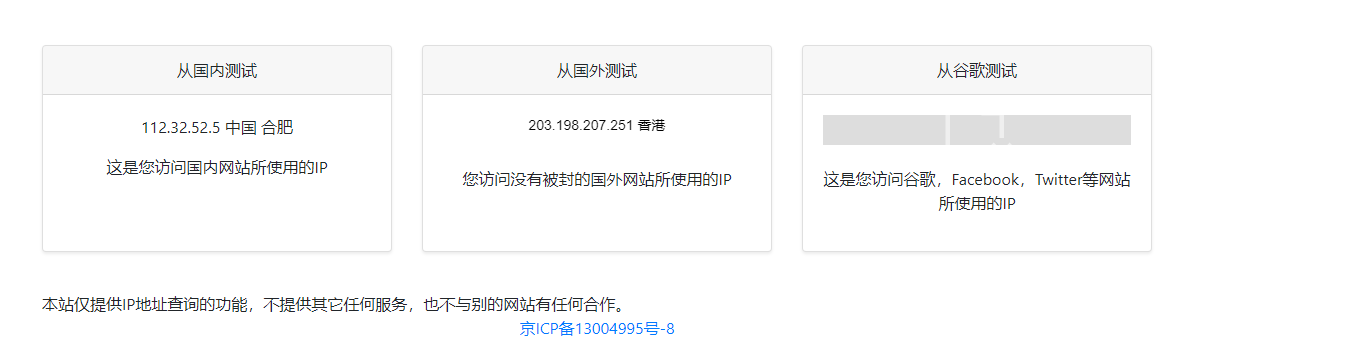 从国内测试
112.32.52.5 中国 合肥
这是您访问国内网站所使用的IP
从国外测试
203.198.207.251 香港
您访问没有被封的国外网站所使用的IP
从谷歌测试
这是您访问谷歌，Facebook，Twitter等网站
所使用的IP
本站仅提供IP地址查询的功能，不提供其它任何服务，也不与别的网站有任何合作。
京ICP备13004995号-8